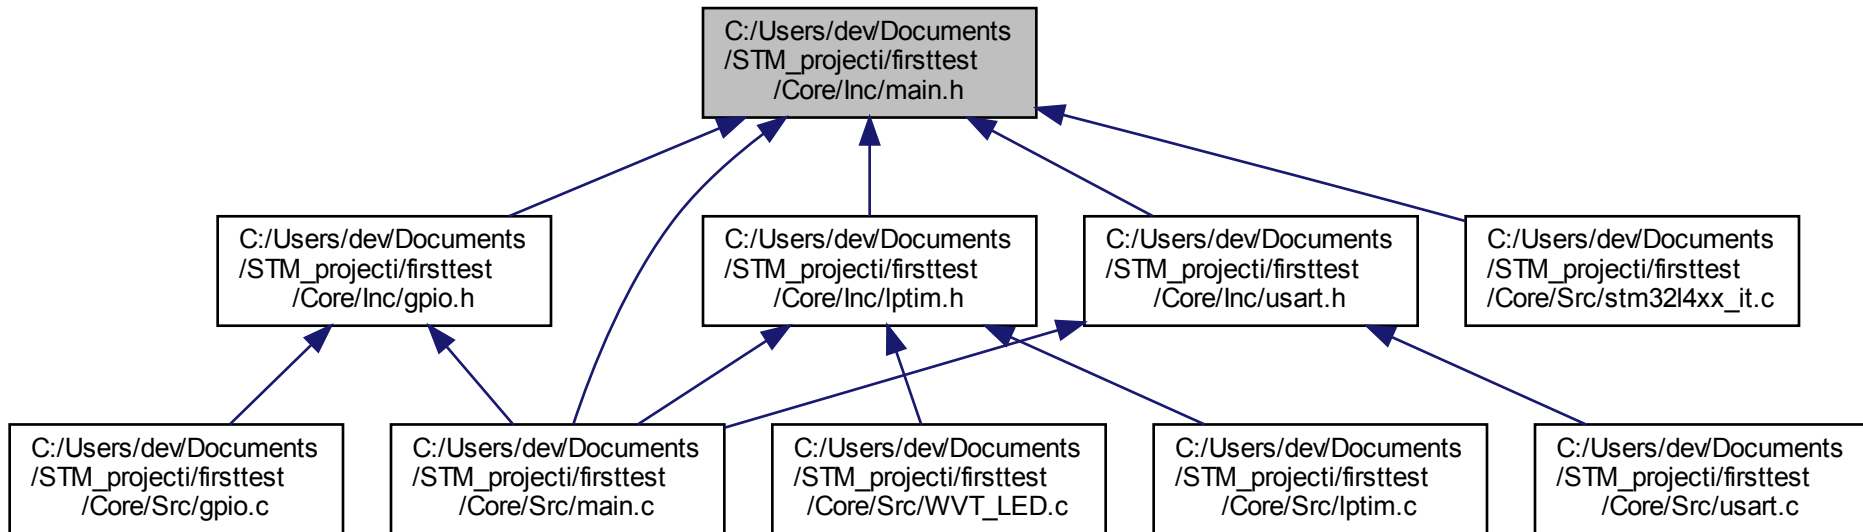 C:/Users/dev/Documents
/STM_projecti/firsttest
/Core/Inc/main.h
C:/Users/dev/Documents
/STM_projecti/firsttest
/Core/Inc/gpio.h
C:/Users/dev/Documents
/STM_projecti/firsttest
/Core/Inc/lptim.h
C:/Users/dev/Documents
/STM_projecti/firsttest
/Core/Inc/usart.h
C:/Users/dev/Documents
/STM_projecti/firsttest
/Core/Src/stm32l4xx_it.c
C:/Users/dev/Documents
/STM_projecti/firsttest
/Core/Src/gpio.c
C:/Users/dev/Documents
/STM_projecti/firsttest
/Core/Src/main.c
C:/Users/dev/Documents
/STM_projecti/firsttest
/Core/Src/WVT_LED.c
C:/Users/dev/Documents
/STM_projecti/firsttest
/Core/Src/lptim.c
C:/Users/dev/Documents
/STM_projecti/firsttest
/Core/Src/usart.c